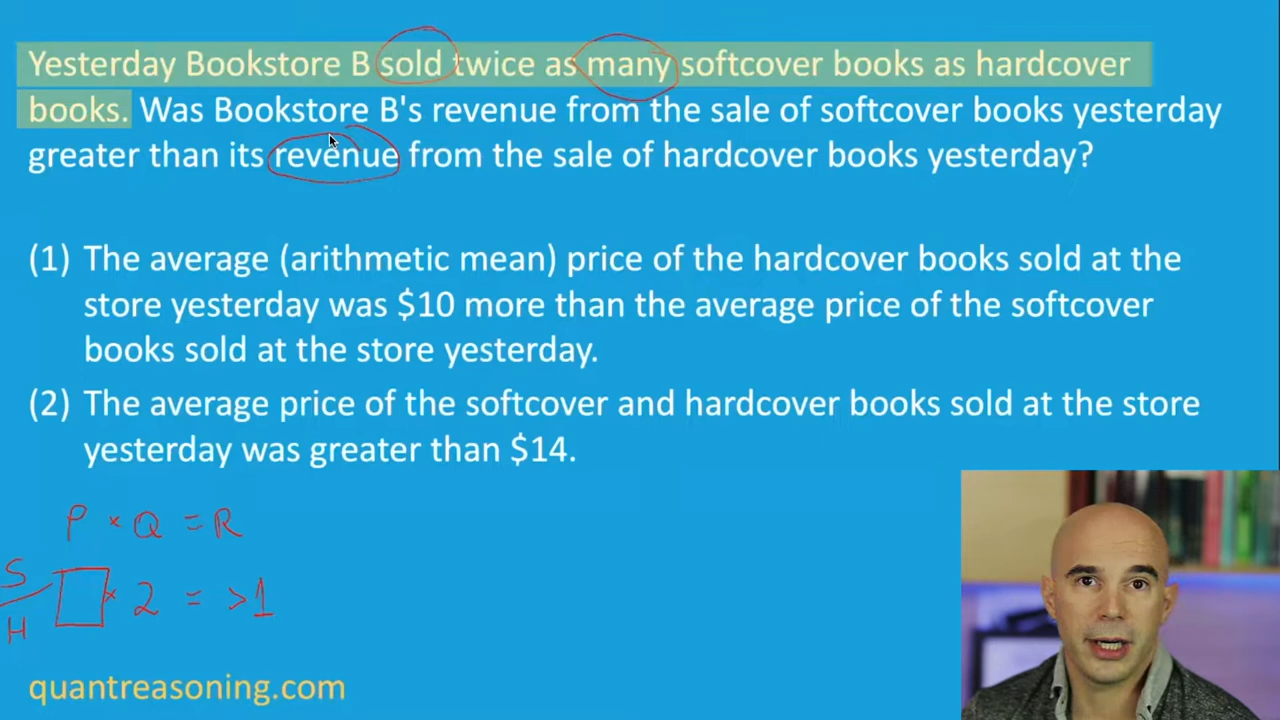 Yesterday Bookstore B sold twice as many softcover books as hardcover
books. Was Bookstore B's revenue from the sale of softcover books yesterday
greater than its revenue from the sale of hardcover books yesterday?
(1) The average (arithmetic mean) price of the hardcover books sold at the
store yesterday was $10 more than the average price of the softcover
books sold at the store yesterday.
(2) The average price of the softcover and hardcover books sold at the store
yesterday was greater than $14.
P × Q = R
S
H
× 2 = >1
quantreasoning.com